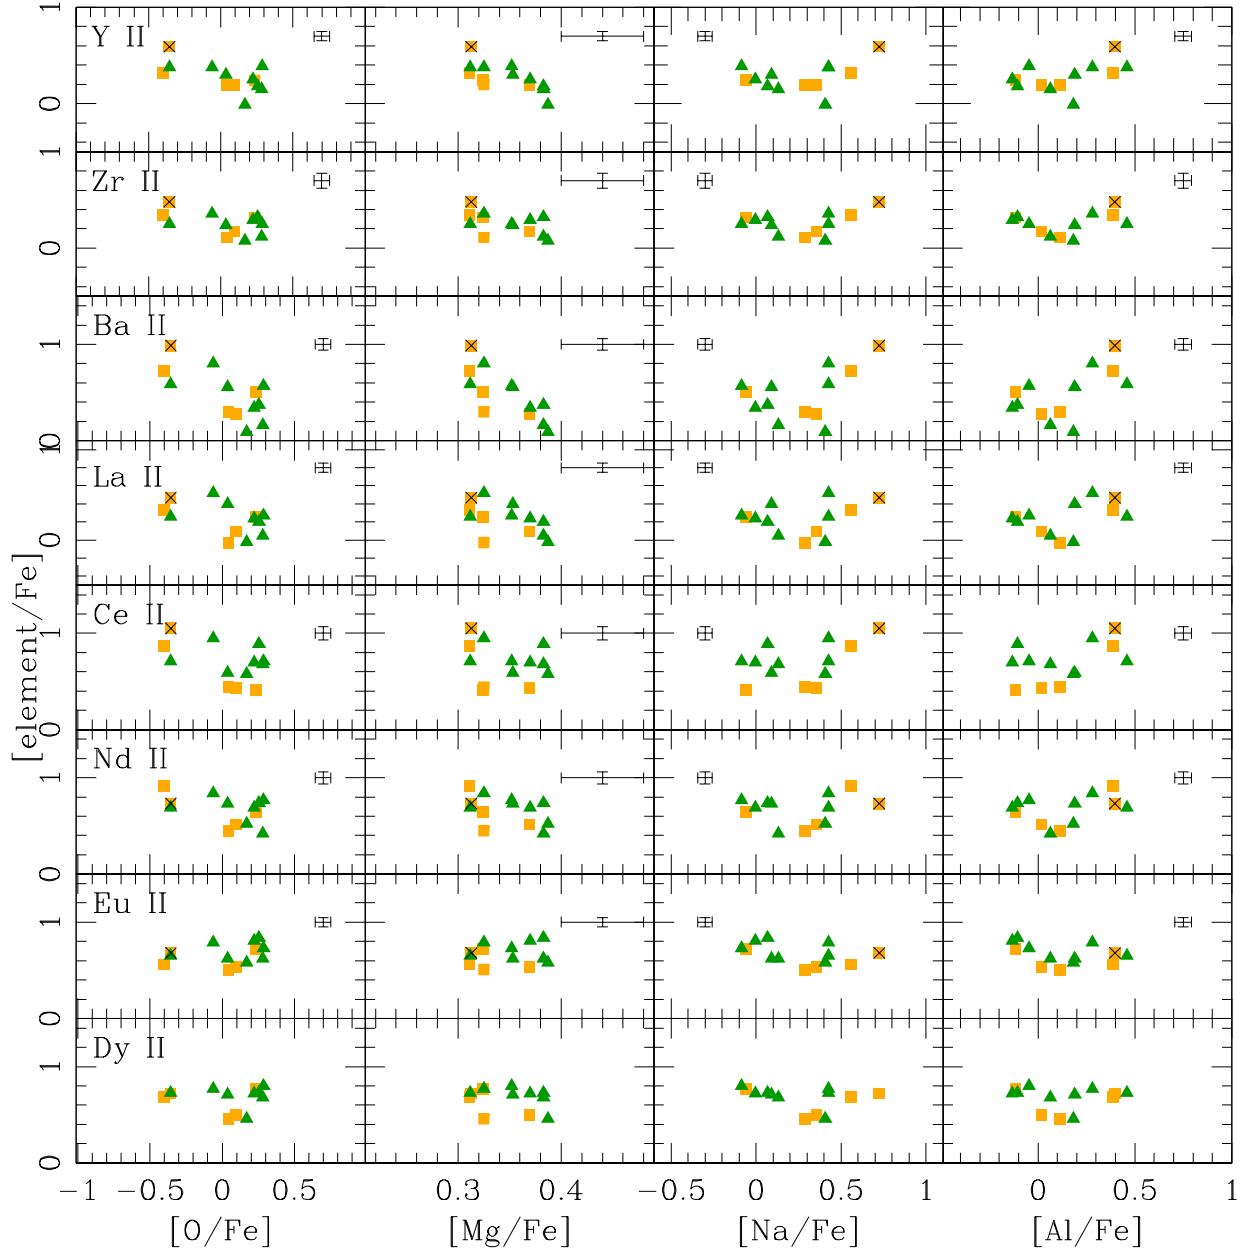 1
Y II
0
1
Zr II
0
Ba II
1
0
1
La II
0
Ce II
1
0
Nd II
1
0
Eu II
1
0
Dy II
1
0
[element/Fe]
−1 −0.5 0 0.5 0.3 0.4 −0.5 0 0.5 1 0 0.5 1
[O/Fe] [Mg/Fe] [Na/Fe] [Al/Fe]